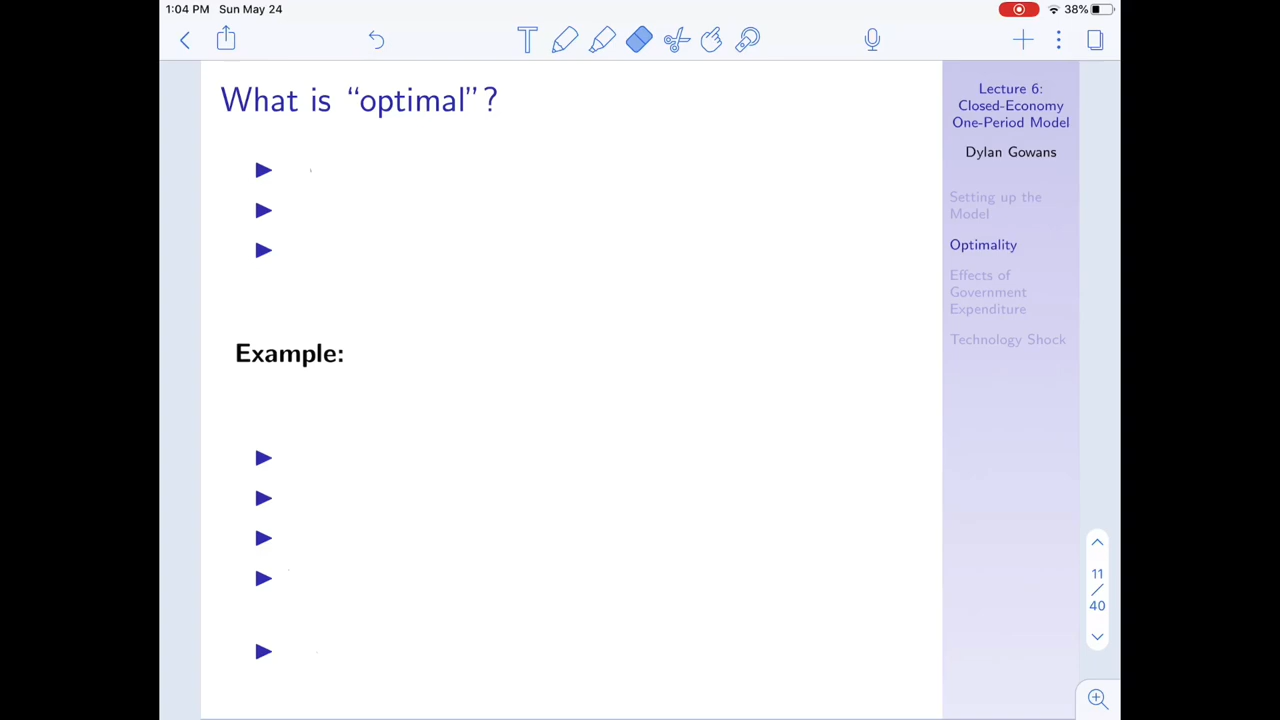 1:04 PM Sun May 24
38%
T
What is “optimal”?
Example:
Lecture 6:
Closed-Economy
One-Period Model
Dylan Gowans
Setting up the
Model
Optimality
Effects of
Government
Expenditure
Technology Shock
11
/
40